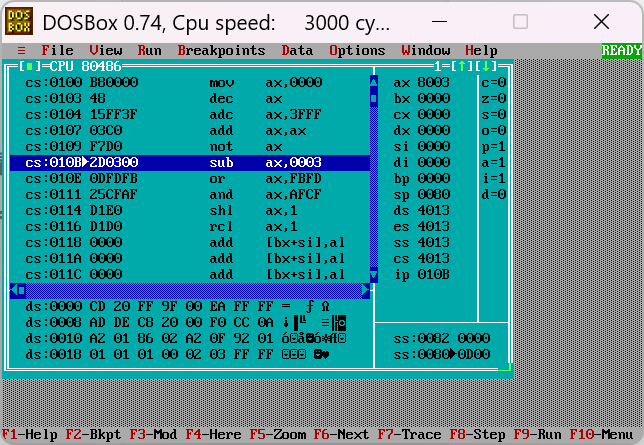 DOS BOX DOSBox 0.74, Cpu speed: 3000 cy...
≡ File View Run Breakpoints Data Options Window Help READY
[■]=CPU 80486 1=[↑][↓]
cs:0100 B80000 mov ax,0000 ax 8003 c=0
cs:0103 48 dec ax bx 0000 z=0
cs:0104 15FF3F adc ax,3FFF cx 0000 s=0
cs:0107 03C0 add ax,ax dx 0000 o=0
cs:0109 F7D0 not ax si 0000 p=1
cs:010B►2D0300 sub ax,0003 di 0000 a=1
cs:010E 0DFDFB or ax,FBFD bp 0000 i=1
cs:0111 25CFAF and ax,AFCF sp 0080 d=0
cs:0114 D1E0 shl ax,1 ds 4013
cs:0116 D1D0 rcl ax,1 es 4013
cs:0118 0000 add [bx+si],al ss 4013
cs:011A 0000 add [bx+si],al cs 4013
cs:011C 0000 add [bx+si],al ip 010B
ds:0000 CD 20 FF 9F 00 EA FF FF = ƒ Ω
ds:0008 AD DE C8 20 00 F0 CC 0A ¡▐╚ ≡╠◙
ds:0010 A2 01 86 02 A2 0F 92 01 ó☺å☻ó☼Æ☺ ss:0082 0000
ds:0018 01 01 01 00 02 03 FF FF ☺☺☺ ☻♥ ss:0080►0D00
F1-Help F2-Bkpt F3-Mod F4-Here F5-Zoom F6-Next F7-Trace F8-Step F9-Run F10-Menu